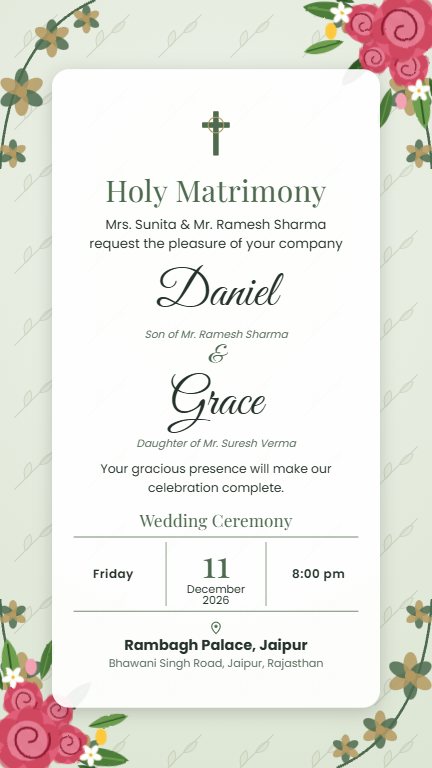 Holy Matrimony
Mrs. Sunita & Mr. Ramesh Sharma
request the pleasure of your company
Daniel
Son of Mr. Ramesh Sharma
&
Grace
Daughter of Mr. Suresh Verma
Your gracious presence will make our
celebration complete.
Wedding Ceremony
Friday
11
December
2026
8:00 pm
Rambagh Palace, Jaipur
Bhawani Singh Road, Jaipur, Rajasthan